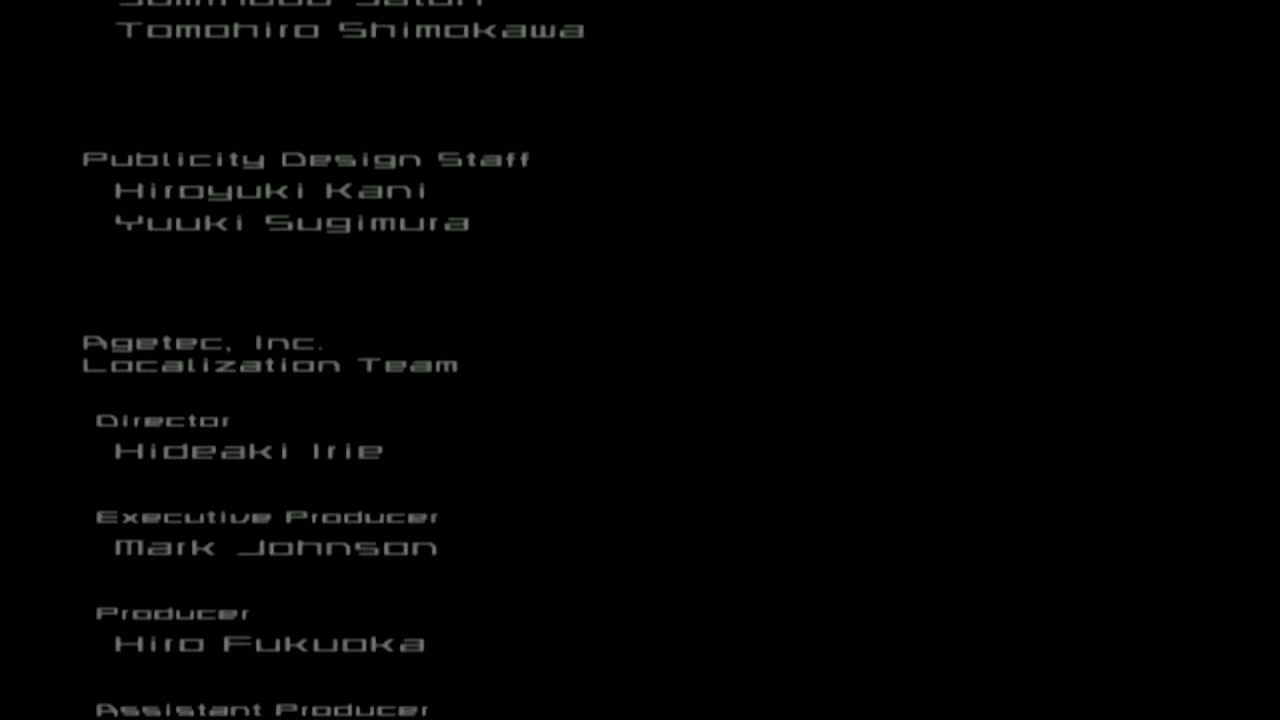 Tomohiro Shimokawa
Publicity Design Staff
Hiroyuki Kani
Yuuki Sugimura
Agetec, Inc.
Localization Team
Director
Hideaki Irie
Executive Producer
Mark Johnson
Producer
Hiro Fukuoka
Assistant Producer